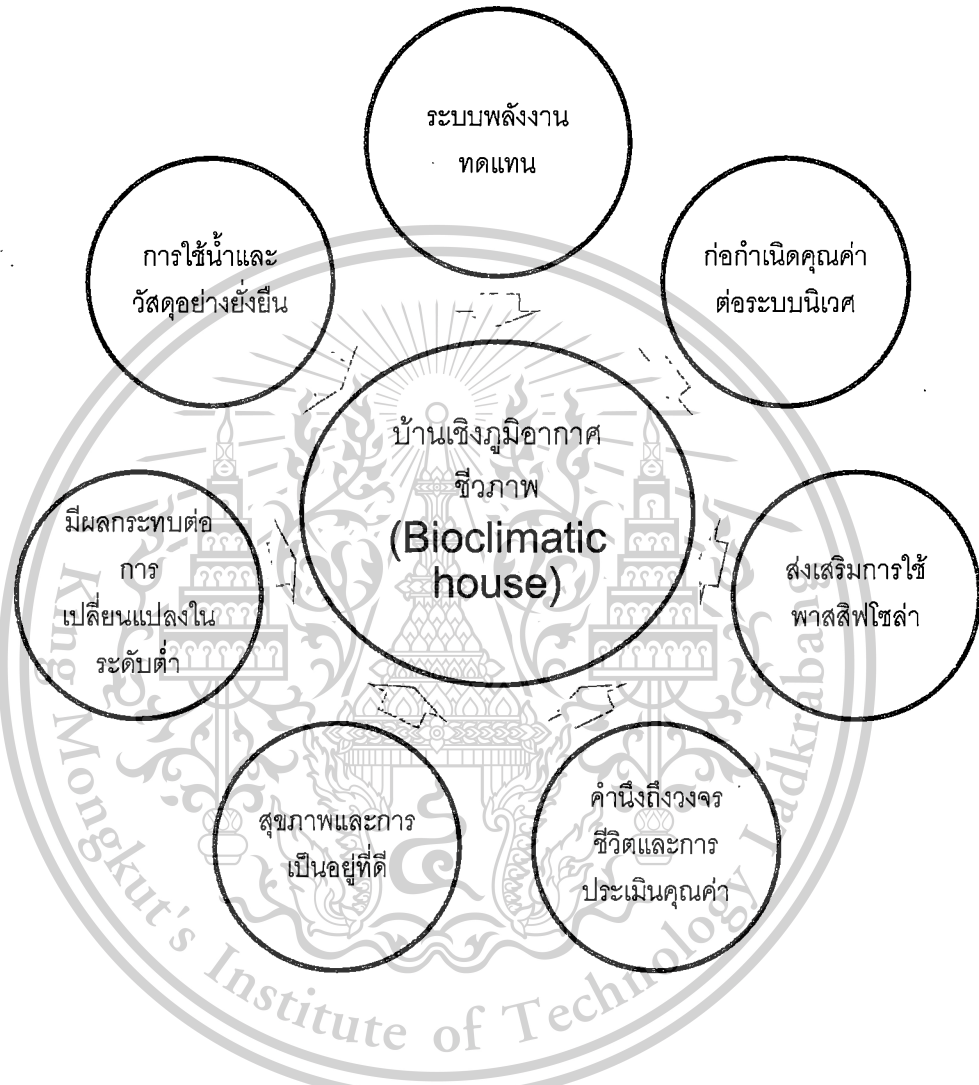 ระบบพลังงาน
ทดแทน
การใช้น้ำและ
วัสดุอย่างยั่งยืน
ก่อกำเนิดคุณค่า
ต่อระบบนิเวศ
บ้านเชิงภูมิอากาศ
ชีวภาพ
(Bioclimatic
house)
มีผลกระทบต่อ
การ
เปลี่ยนแปลงใน
ระดับต่ำ
ส่งเสริมการใช้
พาสสิฟโซล่า
สุขภาพและการ
เป็นอยู่ที่ดี
คำนึงถึงวงจร
ชีวิตและการ
ประเมินคุณค่า
King Mongkut's Institute of Technology Ladkrabang